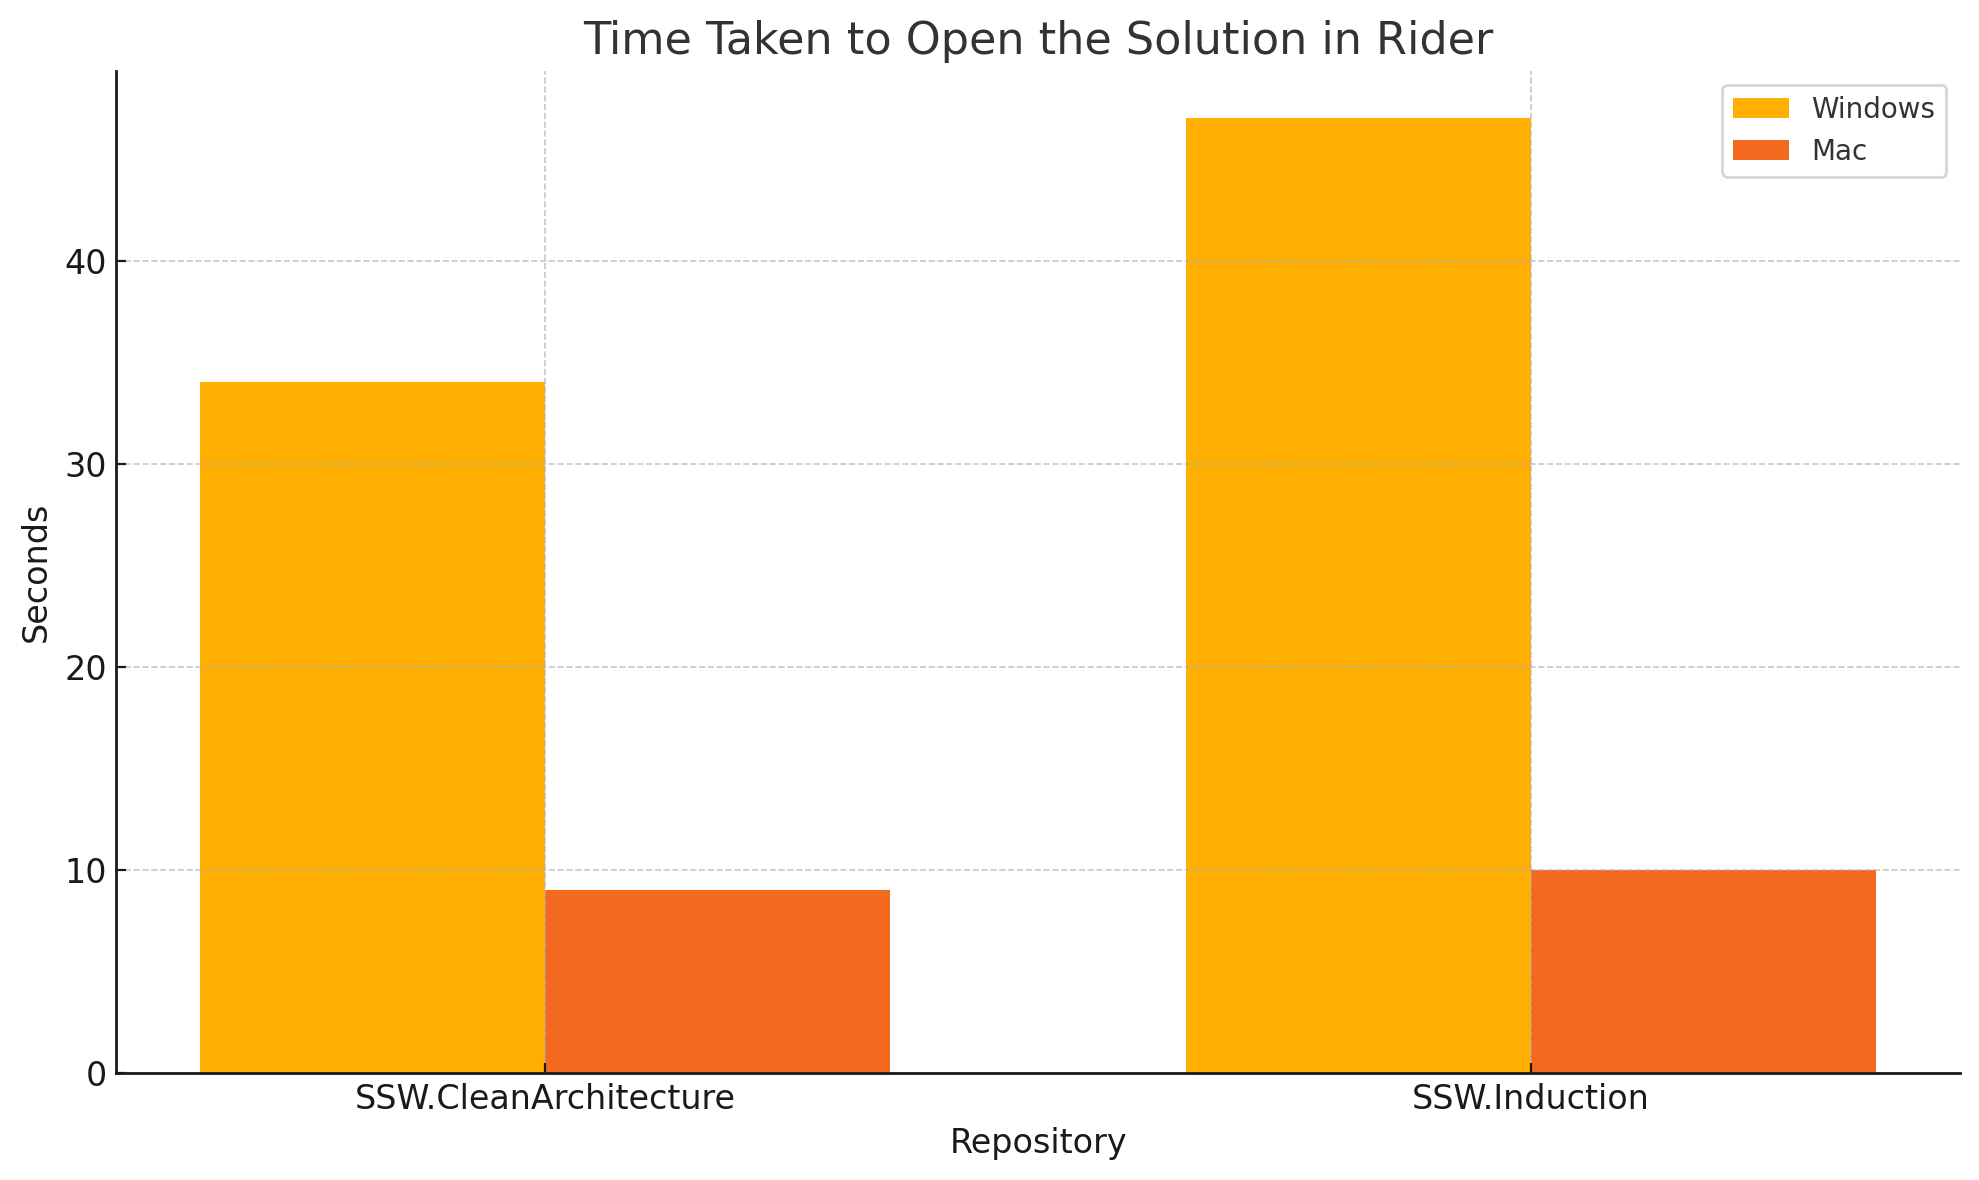 Time Taken to Open the Solution in Rider
Windows
Mac
40
30
20
10
0
Seconds
SSW.CleanArchitecture
SSW.Induction
Repository